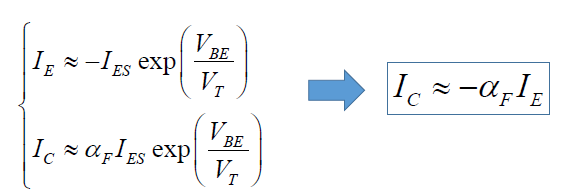 I_E ≈ −I_ES exp(V_BE / V_T)
I_C ≈ α_F I_ES exp(V_BE / V_T)
I_C ≈ −α_F I_E